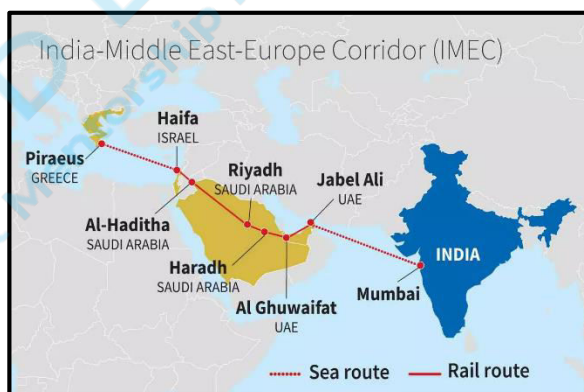 India-Middle East-Europe Corridor (IMEC)
Haifa
ISRAEL
Piraeus
GREECE
Riyadh
SAUDI ARABIA
Jabel Ali
UAE
Al-Haditha
SAUDI ARABIA
Haradh
SAUDI ARABIA
Al Ghuwaifat
UAE
INDIA
Mumbai
Sea route
Rail route